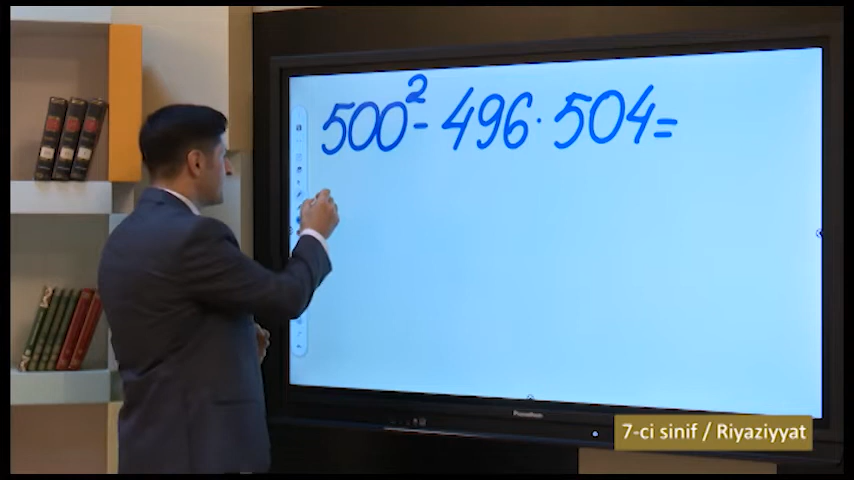 500² - 496 · 504 =
7-ci sinif / Riyaziyyat